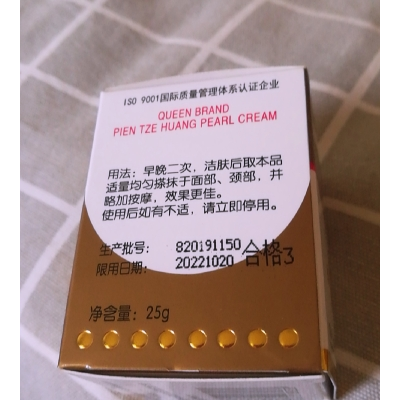 ISO 9001国际质量管理体系认证企业
QUEEN BRAND
PIEN TZE HUANG PEARL CREAM
用法：早晚二次，洁肤后取本品
适量均匀搽抹于面部、颈部，并
略加按摩，效果更佳。
使用后如有不适，请立即停用。
生产批号： 820191150
限用日期： 20221020 合格3
净含量：25g